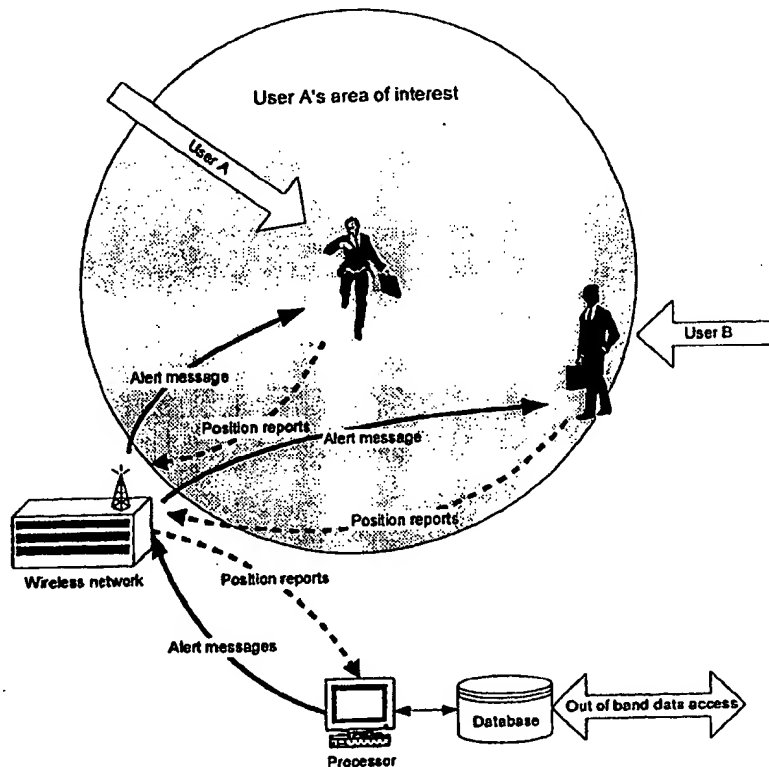 User A's area of interest
User A
User B
Alert message
Position reports
Alert message
Position reports
Wireless network
Position reports
Alert messages
Processor
Database
Out of band data access